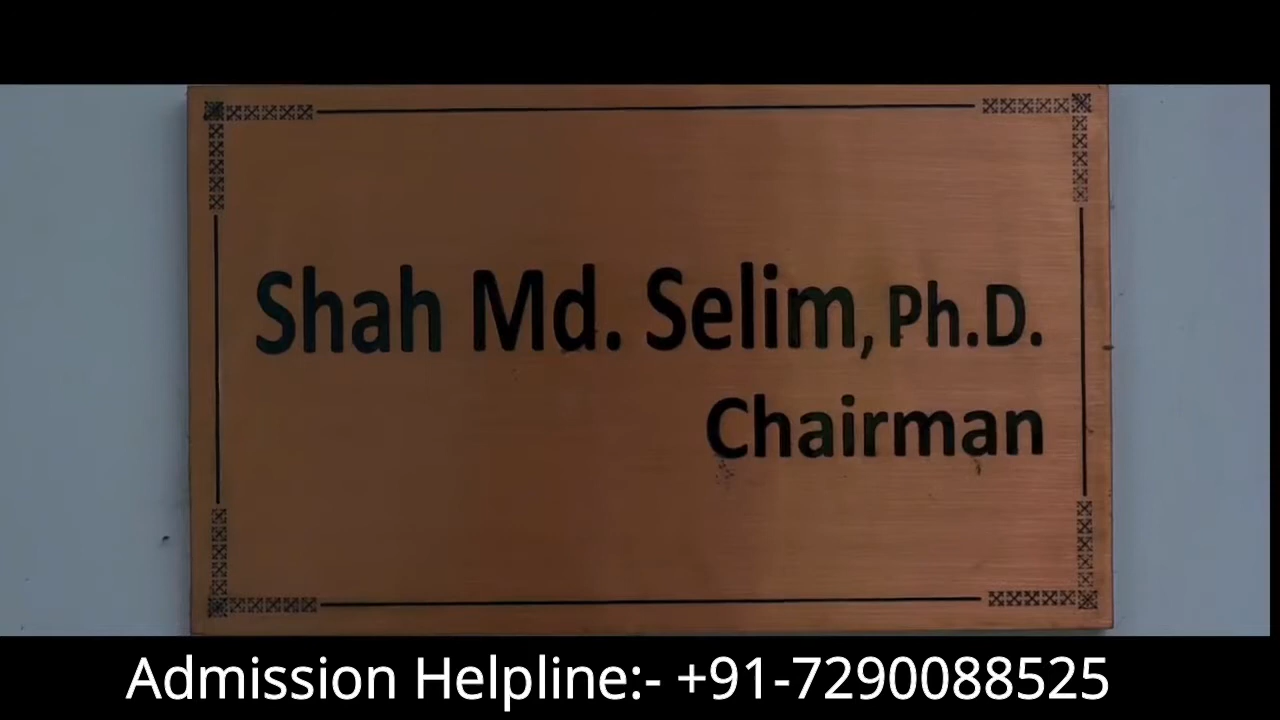 Shah Md. Selim, Ph.D.
Chairman
Admission Helpline:- +91-7290088525